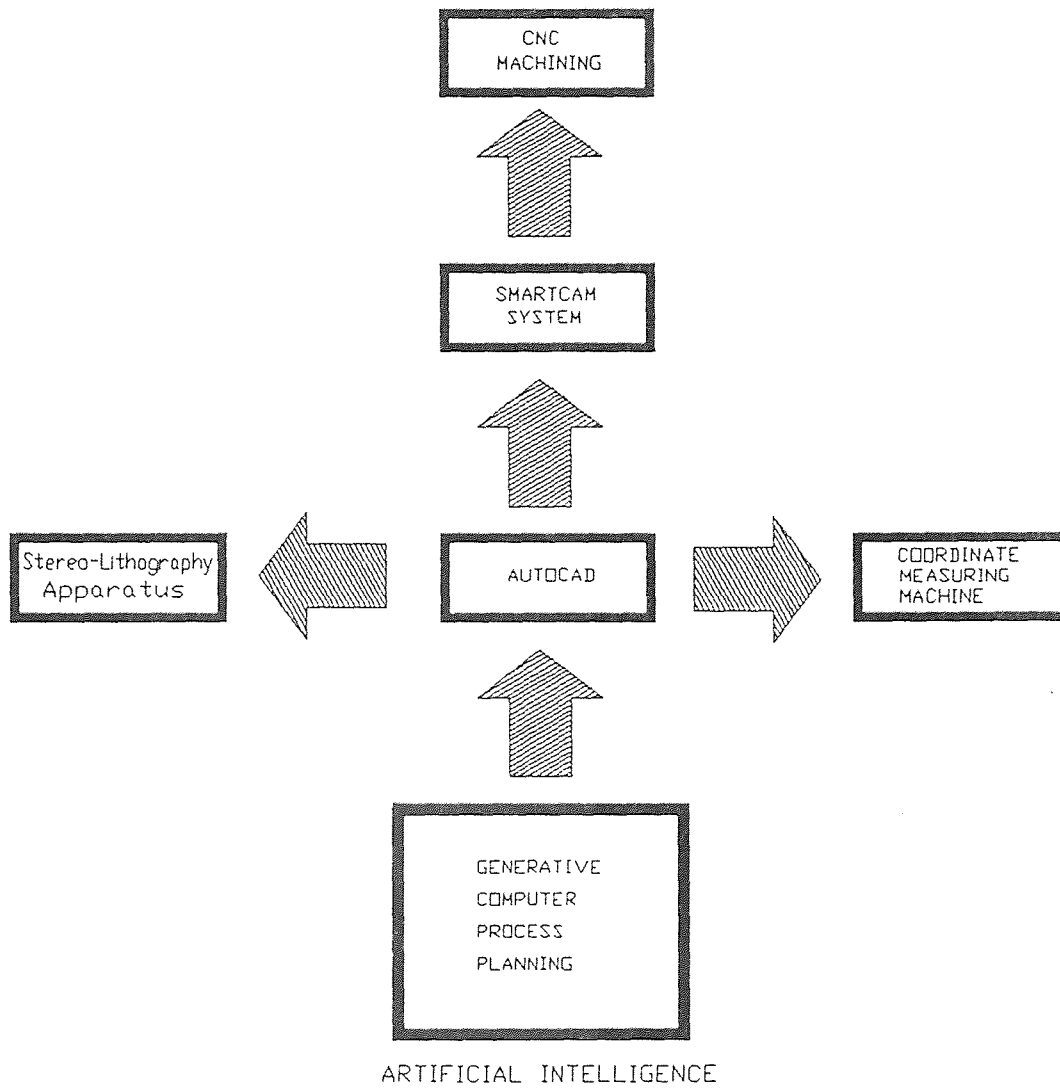 CNC
MACHINING
SMARTCAM
SYSTEM
Stereo-Lithography
Apparatus
AUTOCAD
COORDINATE
MEASURING
MACHINE
GENERATIVE
COMPUTER
PROCESS
PLANNING
ARTIFICIAL INTELLIGENCE